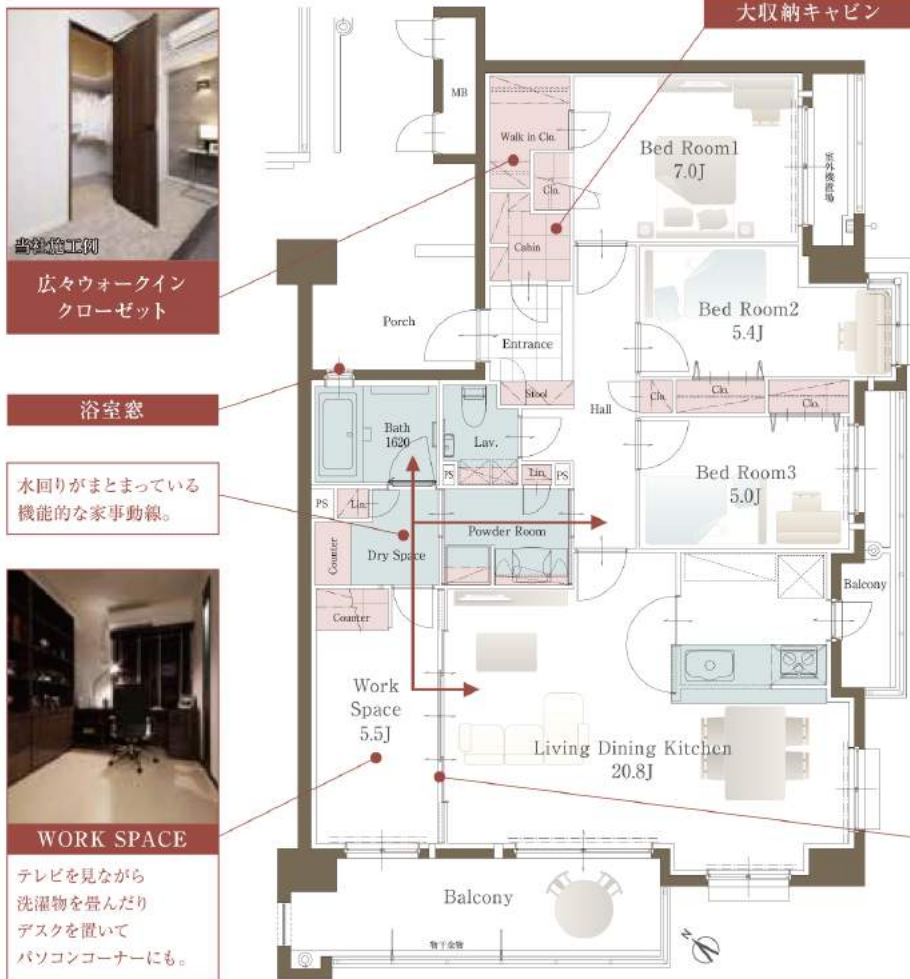 大収納キャビン
当社施工例
広々ウォークイン
クローゼット
浴室窓
水回りがまとまっている
機能的な家事動線。
WORK SPACE
テレビを見ながら
洗濯物を畳んだり
デスクを置いて
パソコンコーナーにも。
MB
Walk in Clo.
Clo.
Cabin
Bed Room1
7.0J
室外機置場
Porch
Entrance
Stool
Hall
Bed Room2
5.4J
Clo.
Clo.
Clo.
Bath
1620
Lav.
PS
Lin.
PS
Bed Room3
5.0J
PS
Lin.
Counter
Dry Space
Powder Room
Balcony
Counter
Work
Space
5.5J
Living Dining Kitchen
20.8J
Balcony
物干金物
N